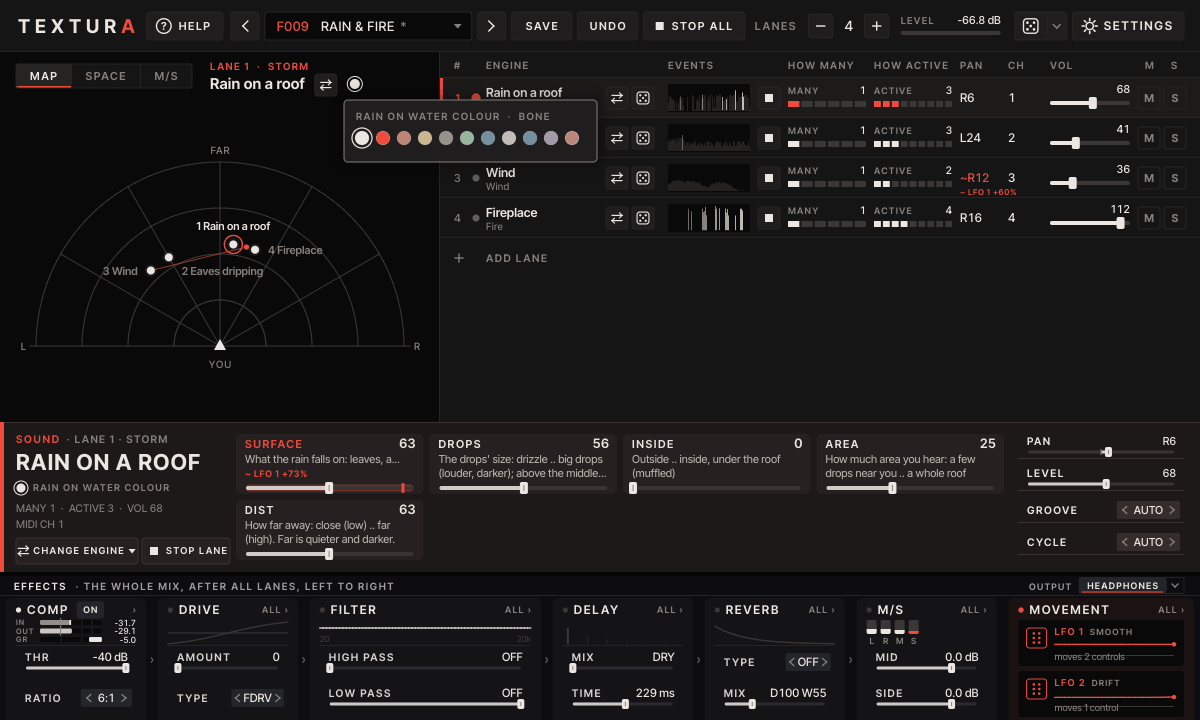 TEXTURA
HELP
F009 RAIN & FIRE *
SAVE
UNDO
STOP ALL
LANES
4
LEVEL -66.8 dB
SETTINGS
MAP
SPACE
M/S
LANE 1 · STORM
Rain on a roof
# ENGINE EVENTS HOW MANY HOW ACTIVE PAN CH VOL M S
1 Rain on a roof MANY 1 ACTIVE 3 R6 1 68 M S
RAIN ON WATER COLOUR · BONE
MANY 1 ACTIVE 3 L24 2 41 M S
3 Wind MANY 1 ACTIVE 2 ~R12 3 36 M S
Wind
~ LFO 1 +60%
4 Fireplace MANY 1 ACTIVE 4 R16 4 112 M S
Fire
+ ADD LANE
FAR
1 Rain on a roof
4 Fireplace
3 Wind
2 Eaves dripping
L
R
YOU
SOUND · LANE 1 · STORM
RAIN ON A ROOF
RAIN ON WATER COLOUR
MANY 1 · ACTIVE 3 · VOL 68
MIDI CH 1
CHANGE ENGINE
STOP LANE
SURFACE 63
What the rain falls on: leaves, a...
~ LFO 1 +73%
DROPS 56
The drops' size: drizzle .. big drops
(louder, darker); above the middle...
INSIDE 0
Outside .. inside, under the roof
(muffled)
AREA 25
How much area you hear: a few
drops near you .. a whole roof
DIST 63
How far away: close (low) .. far
(high). Far is quieter and darker.
PAN R6
LEVEL 68
GROOVE < AUTO >
CYCLE < AUTO >
EFFECTS · THE WHOLE MIX, AFTER ALL LANES, LEFT TO RIGHT
OUTPUT HEADPHONES
COMP ON ›
IN -31.7
OUT -29.1
GR -5.0
THR -40 dB
RATIO < 6:1 >
DRIVE ALL ›
AMOUNT 0
TYPE < FDRV >
FILTER ALL ›
20 20k
HIGH PASS OFF
LOW PASS OFF
DELAY ALL ›
MIX DRY
TIME 229 ms
REVERB ALL ›
TYPE < OFF >
MIX D100 W55
M/S ALL ›
L R M S
MID 0.0 dB
SIDE 0.0 dB
MOVEMENT ALL ›
LFO 1 SMOOTH
moves 2 controls
LFO 2 DRIFT
moves 1 control